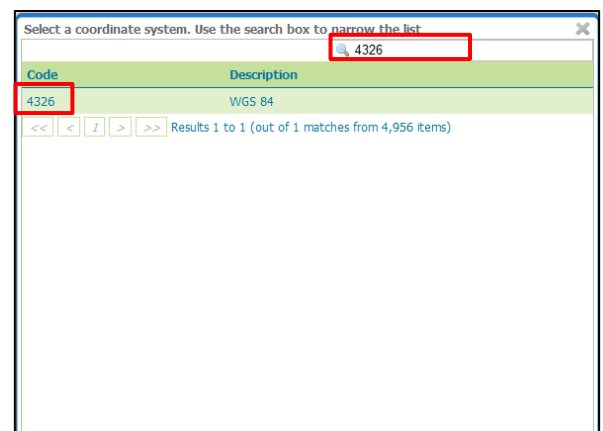 Select a coordinate system. Use the search box to narrow the list
4326
Code Description
4326 WGS 84
<< < 1 > >> Results 1 to 1 (out of 1 matches from 4,956 items)